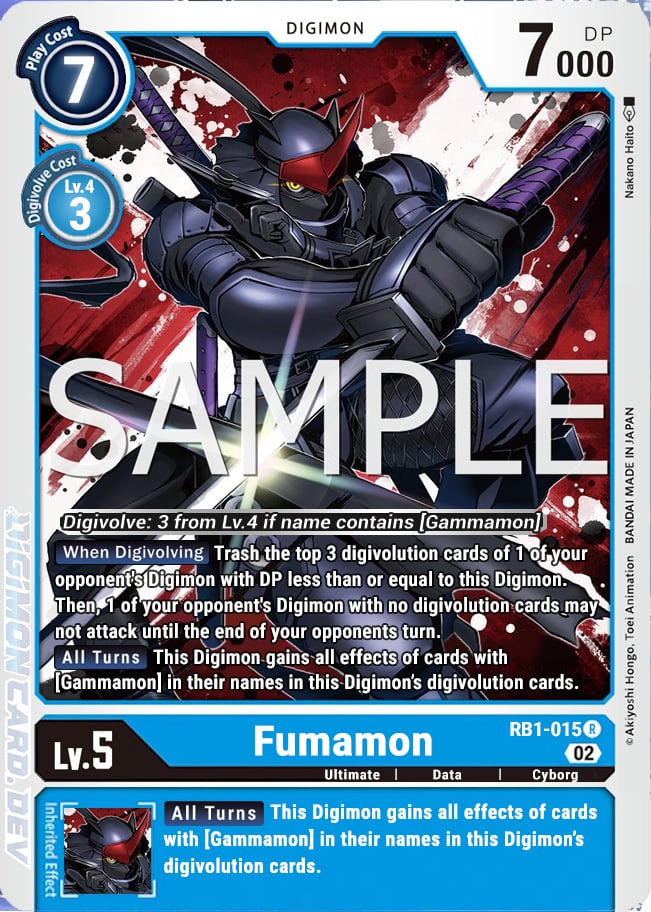 Play Cost
7
DIGIMON
7000
DP
Digivolve Cost
Lv.4
3
Nakano Haito
SAMPLE
Digivolve: 3 from Lv.4 if name contains [Gammamon]
When Digivolving Trash the top 3 digivolution cards of 1 of your
opponent's Digimon with DP less than or equal to this Digimon.
Then, 1 of your opponent's Digimon with no digivolution cards may
not attack until the end of your opponents turn.
All Turns This Digimon gains all effects of cards with
[Gammamon] in their names in this Digimon's digivolution cards.
© Akiyoshi Hongo, Toei Animation BANDAI MADE IN JAPAN
DIGIMONCARD.DEV
Lv.5
Fumamon
RB1-015 R
02
Ultimate | Data | Cyborg
Inherited Effect
All Turns This Digimon gains all effects of cards
with [Gammamon] in their names in this Digimon's
digivolution cards.